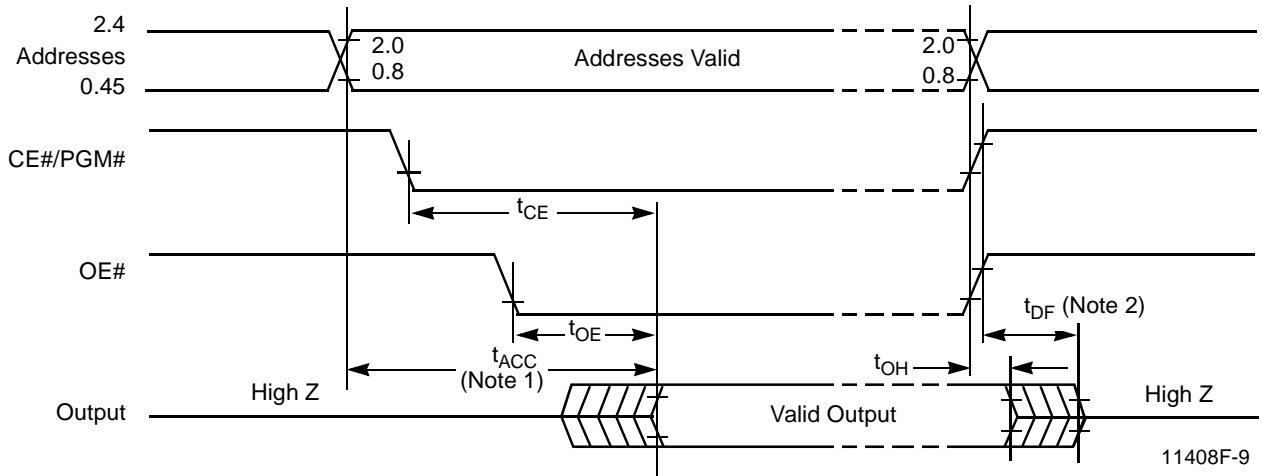 2.4
Addresses
0.45
2.0
0.8
Addresses Valid
2.0
0.8
CE#/PGM#
tCE
OE#
tOE
tDF (Note 2)
tACC
(Note 1)
tOH
High Z
High Z
Output
Valid Output
11408F-9